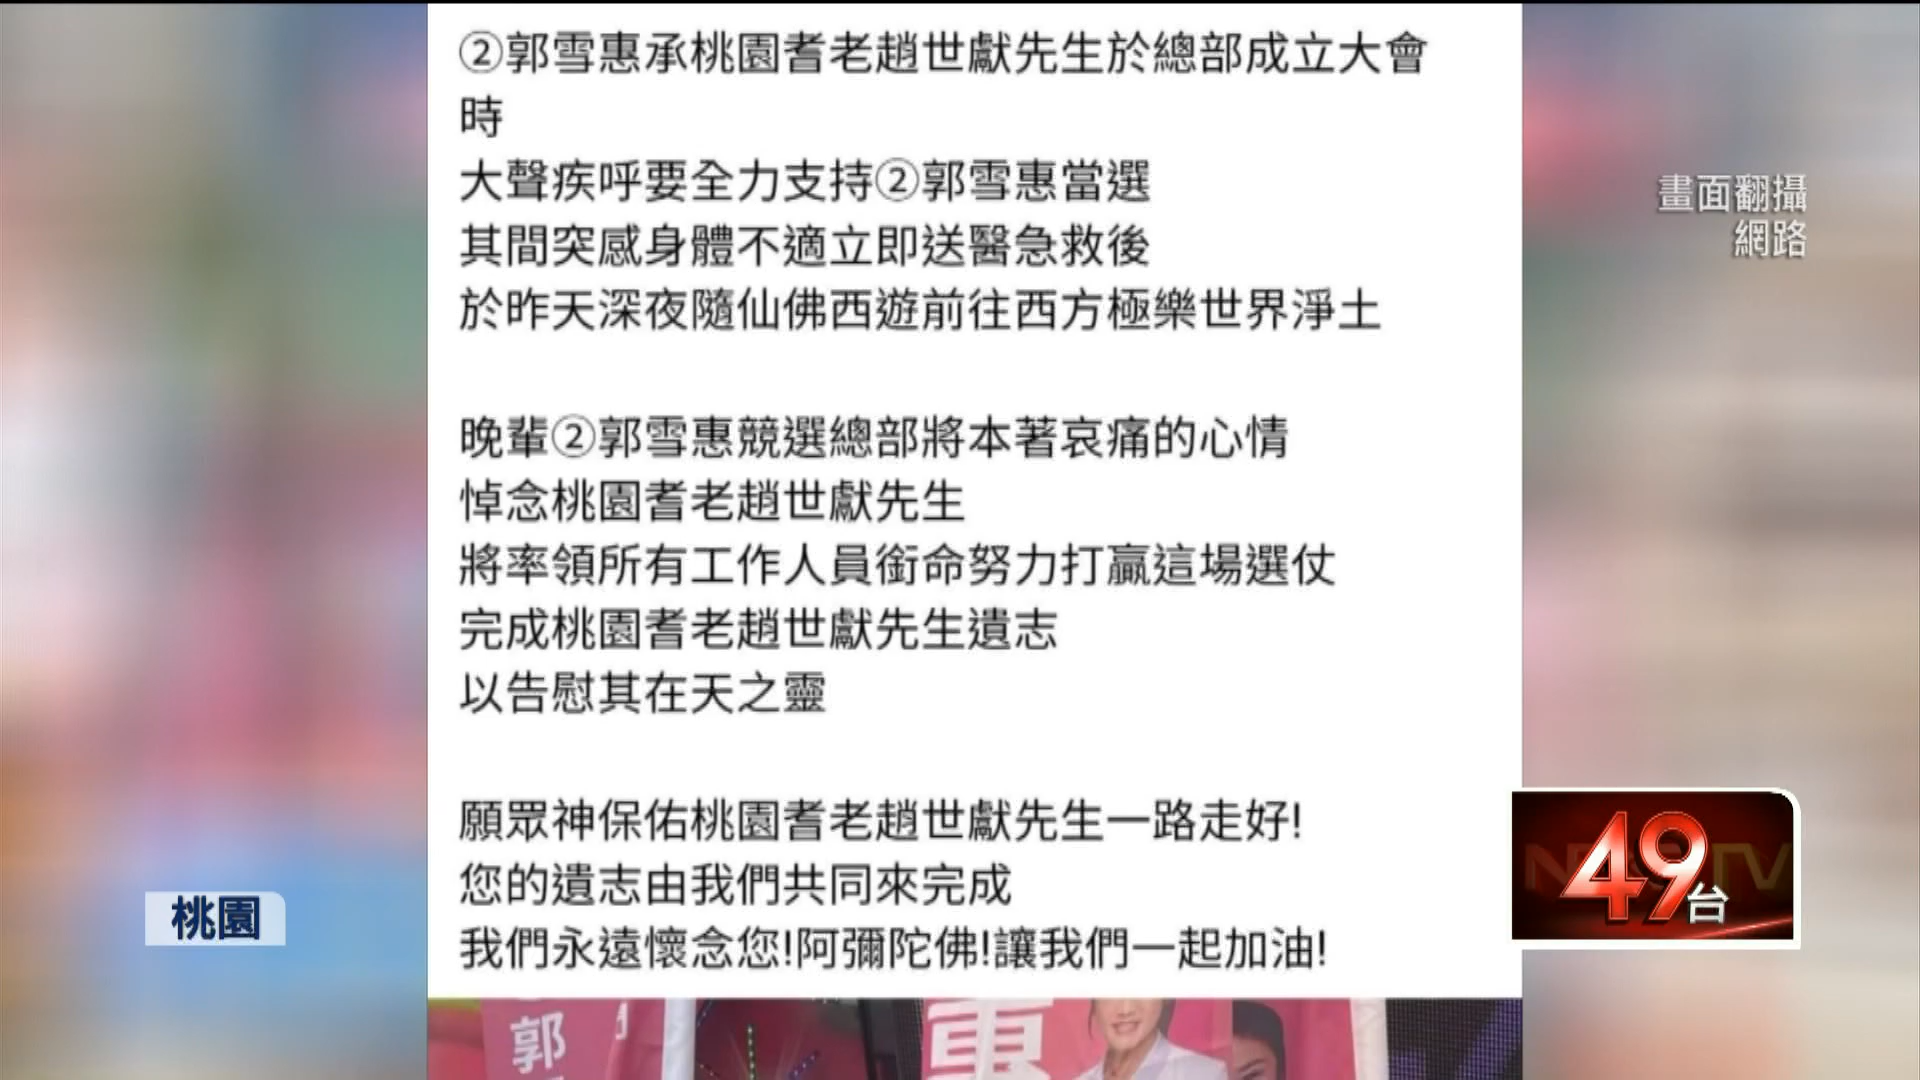 ②郭雪惠承桃園耆老趙世獻先生於總部成立大會
時
大聲疾呼要全力支持②郭雪惠當選
其間突感身體不適立即送醫急救後
於昨天深夜隨仙佛西遊前往西方極樂世界淨土
晚輩②郭雪惠競選總部將本著哀痛的心情
悼念桃園耆老趙世獻先生
將率領所有工作人員銜命努力打贏這場選仗
完成桃園耆老趙世獻先生遺志
以告慰其在天之靈
願眾神保佑桃園耆老趙世獻先生一路走好!
您的遺志由我們共同來完成
我們永遠懷念您!阿彌陀佛!讓我們一起加油!
畫面翻攝
網路
桃園
49台
郭